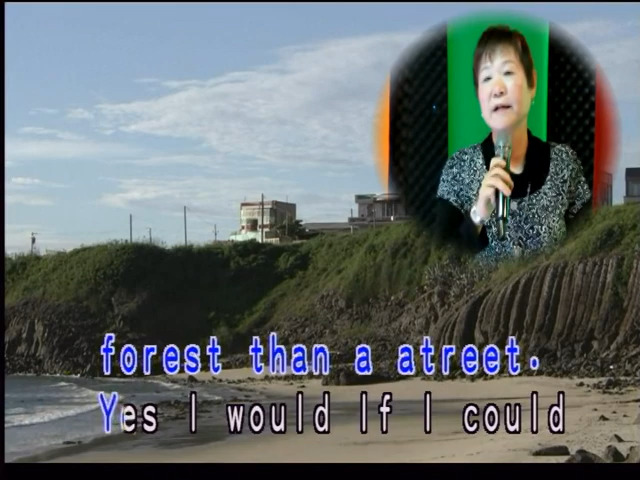 forest than a atreet.
Yes I would If I could